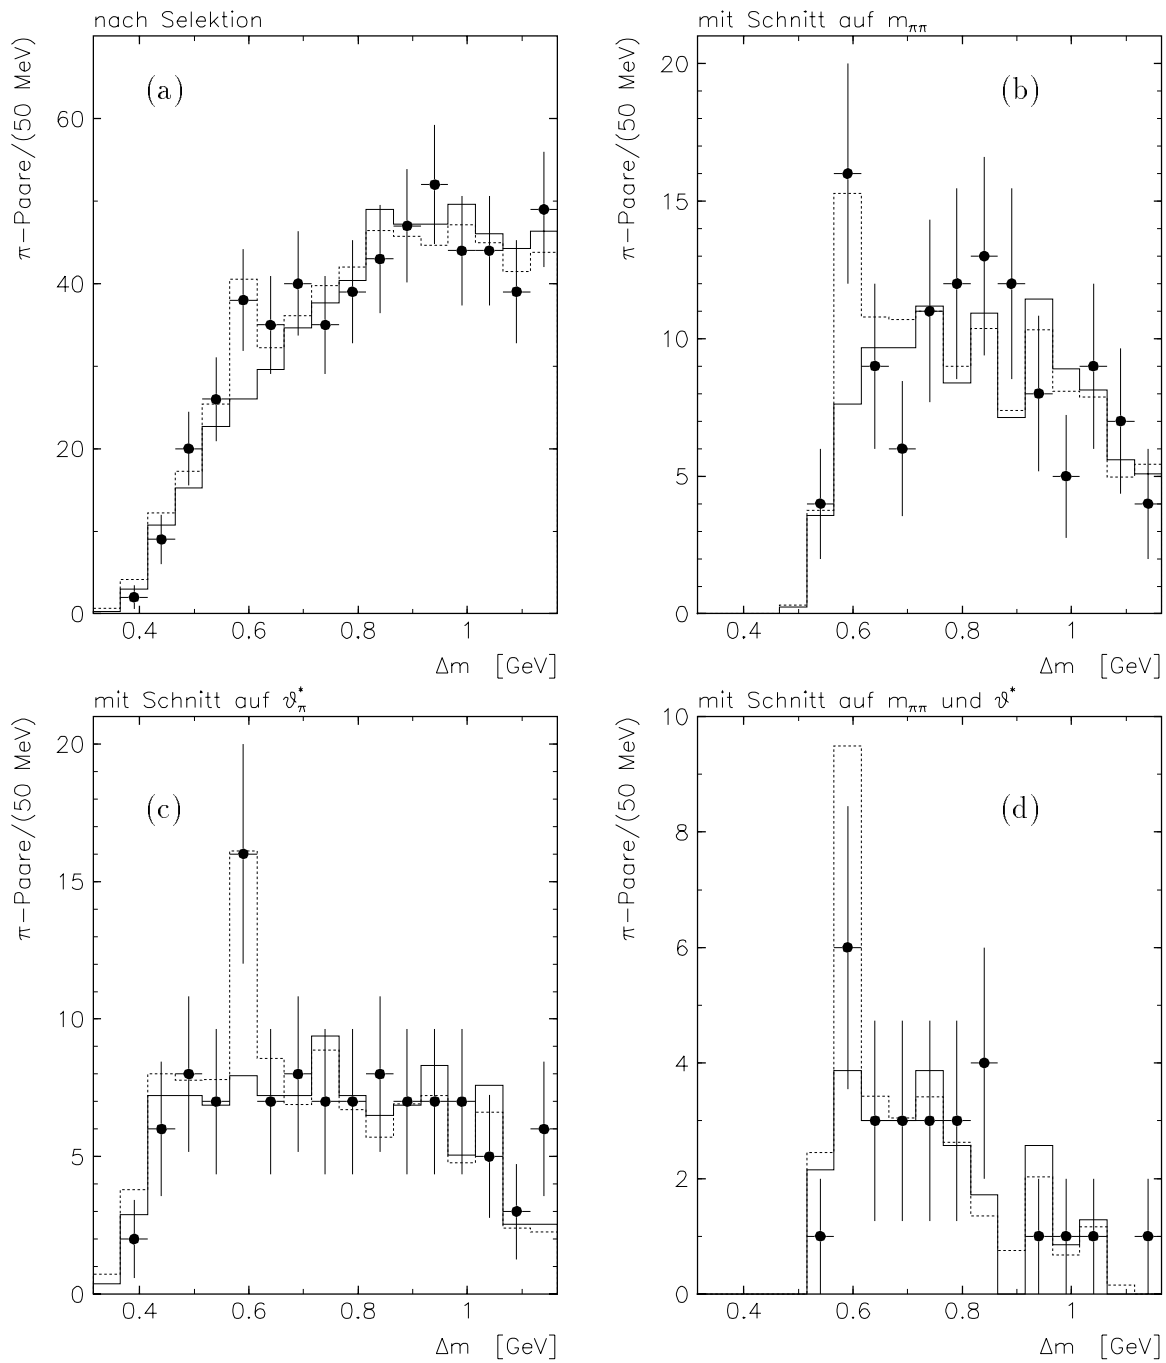 nach Selektion
π−Paare/(50 MeV)
(a)
60
40
20
0
0.4 0.6 0.8 1
Δm [GeV]
mit Schnitt auf mππ
π−Paare/(50 MeV)
(b)
20
15
10
5
0
0.4 0.6 0.8 1
Δm [GeV]
mit Schnitt auf ϑ*π
π−Paare/(50 MeV)
(c)
20
15
10
5
0
0.4 0.6 0.8 1
Δm [GeV]
mit Schnitt auf mππ und ϑ*
π−Paare/(50 MeV)
(d)
10
8
6
4
2
0
0.4 0.6 0.8 1
Δm [GeV]